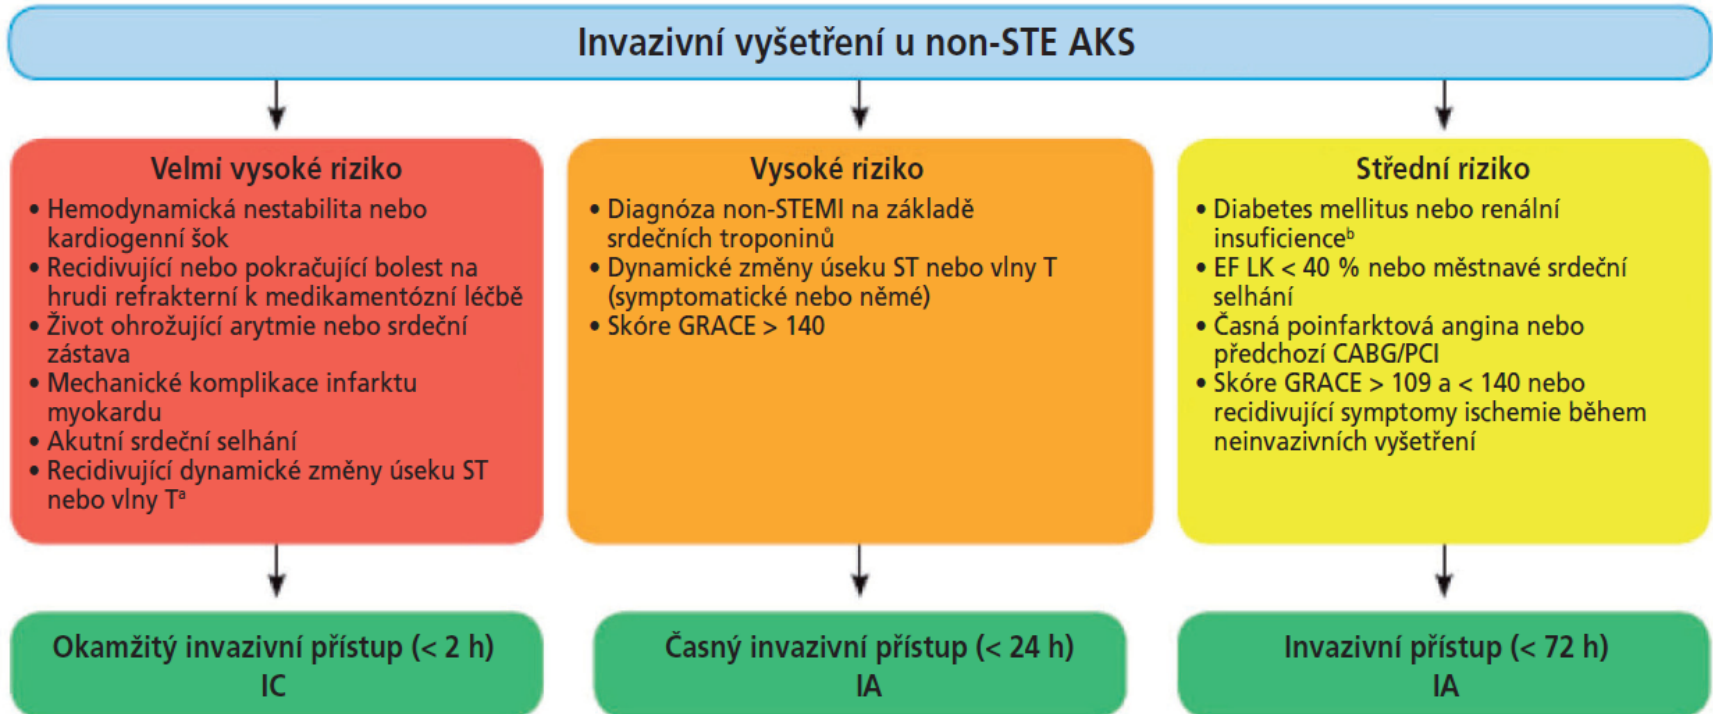 Invazivní vyšetření u non-STE AKS
Velmi vysoké riziko
• Hemodynamická nestabilita nebo
kardiogenní šok
• Recidivující nebo pokračující bolest na
hrudi refrakterní k medikamentózní léčbě
• Život ohrožující arytmie nebo srdeční
zástava
• Mechanické komplikace infarktu
myokardu
• Akutní srdeční selhání
• Recidivující dynamické změny úseku ST
nebo vlny Tᵃ
Okamžitý invazivní přístup (< 2 h)
IC
Vysoké riziko
• Diagnóza non-STEMI na základě
srdečních troponinů
• Dynamické změny úseku ST nebo vlny T
(symptomatické nebo němé)
• Skóre GRACE > 140
Časný invazivní přístup (< 24 h)
IA
Střední riziko
• Diabetes mellitus nebo renální
insuficienceᵇ
• EF LK < 40 % nebo městnavé srdeční
selhání
• Časná poinfarktová angina nebo
předchozí CABG/PCI
• Skóre GRACE > 109 a < 140 nebo
recidivující symptomy ischemie během
neinvazivních vyšetření
Invazivní přístup (< 72 h)
IA